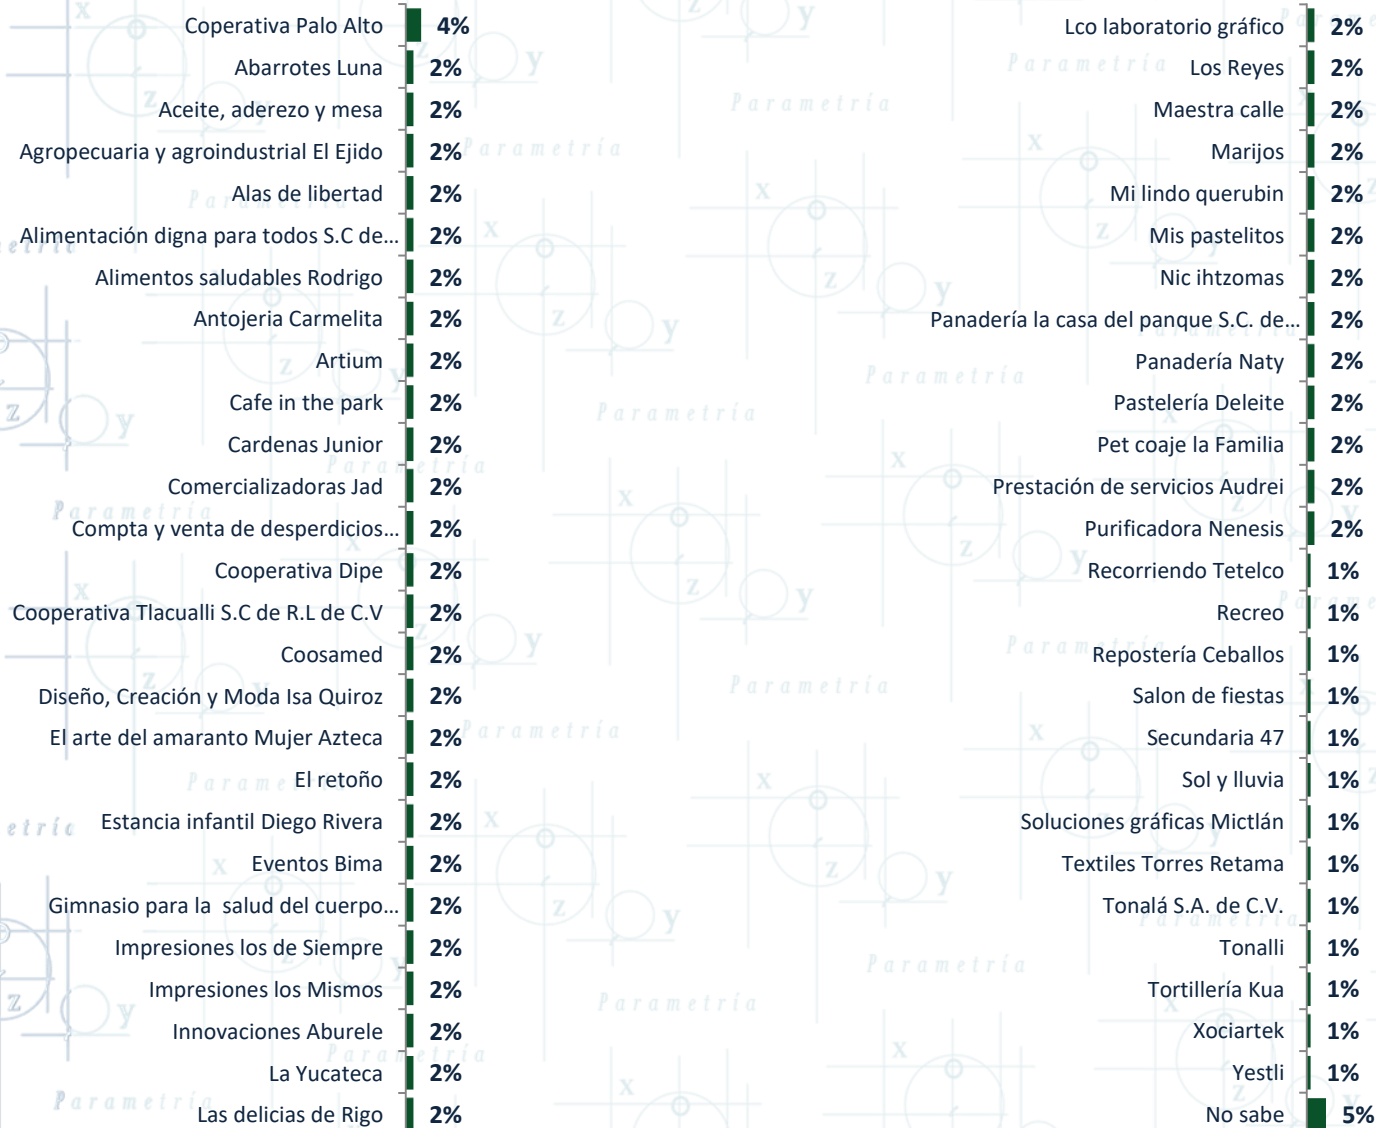 Coperativa Palo Alto 4%
Abarrotes Luna 2%
Aceite, aderezo y mesa 2%
Agropecuaria y agroindustrial El Ejido 2%
Alas de libertad 2%
Alimentación digna para todos S.C de... 2%
Alimentos saludables Rodrigo 2%
Antojeria Carmelita 2%
Artium 2%
Cafe in the park 2%
Cardenas Junior 2%
Comercializadoras Jad 2%
Compta y venta de desperdicios... 2%
Cooperativa Dipe 2%
Cooperativa Tlacualli S.C de R.L de C.V 2%
Coosamed 2%
Diseño, Creación y Moda Isa Quiroz 2%
El arte del amaranto Mujer Azteca 2%
El retoño 2%
Estancia infantil Diego Rivera 2%
Eventos Bima 2%
Gimnasio para la salud del cuerpo... 2%
Impresiones los de Siempre 2%
Impresiones los Mismos 2%
Innovaciones Aburele 2%
La Yucateca 2%
Las delicias de Rigo 2%
Lco laboratorio gráfico 2%
Los Reyes 2%
Maestra calle 2%
Marijos 2%
Mi lindo querubin 2%
Mis pastelitos 2%
Nic ihtzomas 2%
Panadería la casa del panque S.C. de... 2%
Panadería Naty 2%
Pastelería Deleite 2%
Pet coaje la Familia 2%
Prestación de servicios Audrei 2%
Purificadora Nenesis 2%
Recorriendo Tetelco 1%
Recreo 1%
Repostería Ceballos 1%
Salon de fiestas 1%
Secundaria 47 1%
Sol y lluvia 1%
Soluciones gráficas Mictlán 1%
Textiles Torres Retama 1%
Tonalá S.A. de C.V. 1%
Tonalli 1%
Tortillería Kua 1%
Xociartek 1%
Yestli 1%
No sabe 5%